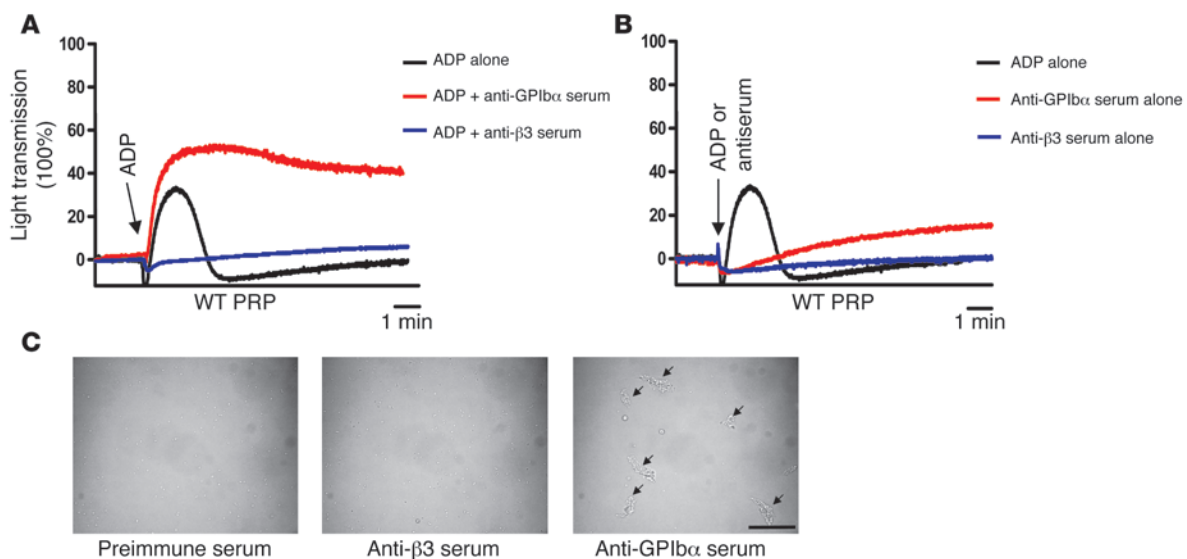 A
100
80
60
40
20
0
Light transmission
(100%)
ADP
ADP alone
ADP + anti-GPIbα serum
ADP + anti-β3 serum
WT PRP
1 min
B
100
80
60
40
20
0
ADP or
antiserum
ADP alone
Anti-GPIbα serum alone
Anti-β3 serum alone
WT PRP
1 min
C
Preimmune serum
Anti-β3 serum
Anti-GPIbα serum